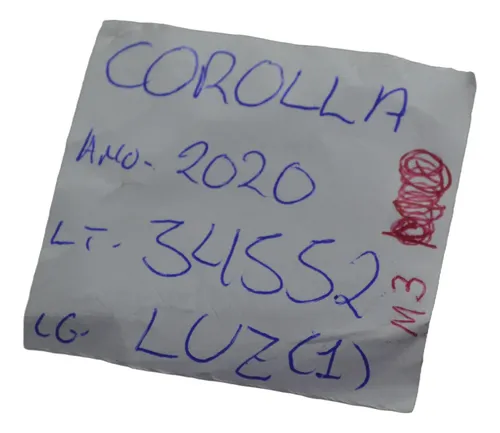 COROLLA
ANO- 2020
LT. 34552
LG. LUZ(1)
M3